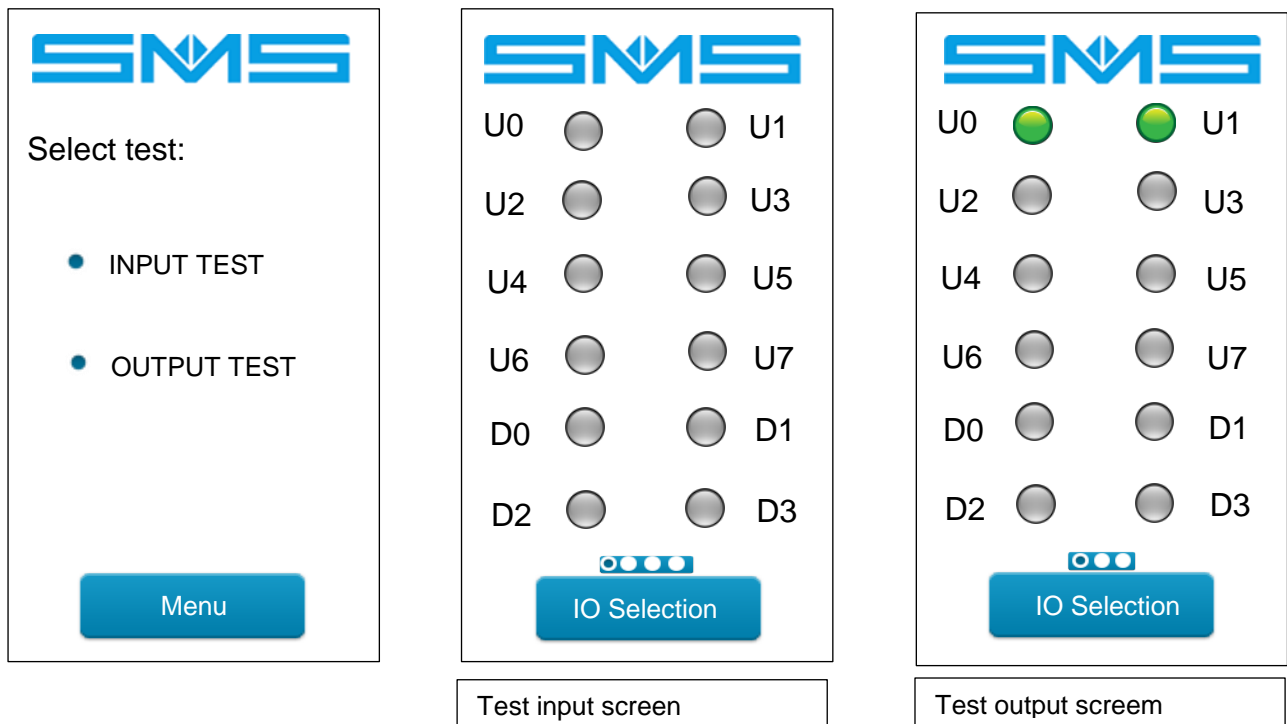 SMS
Select test:
INPUT TEST
OUTPUT TEST
Menu
SMS
U0 U1
U2 U3
U4 U5
U6 U7
D0 D1
D2 D3
IO Selection
Test input screen
SMS
U0 U1
U2 U3
U4 U5
U6 U7
D0 D1
D2 D3
IO Selection
Test output screem